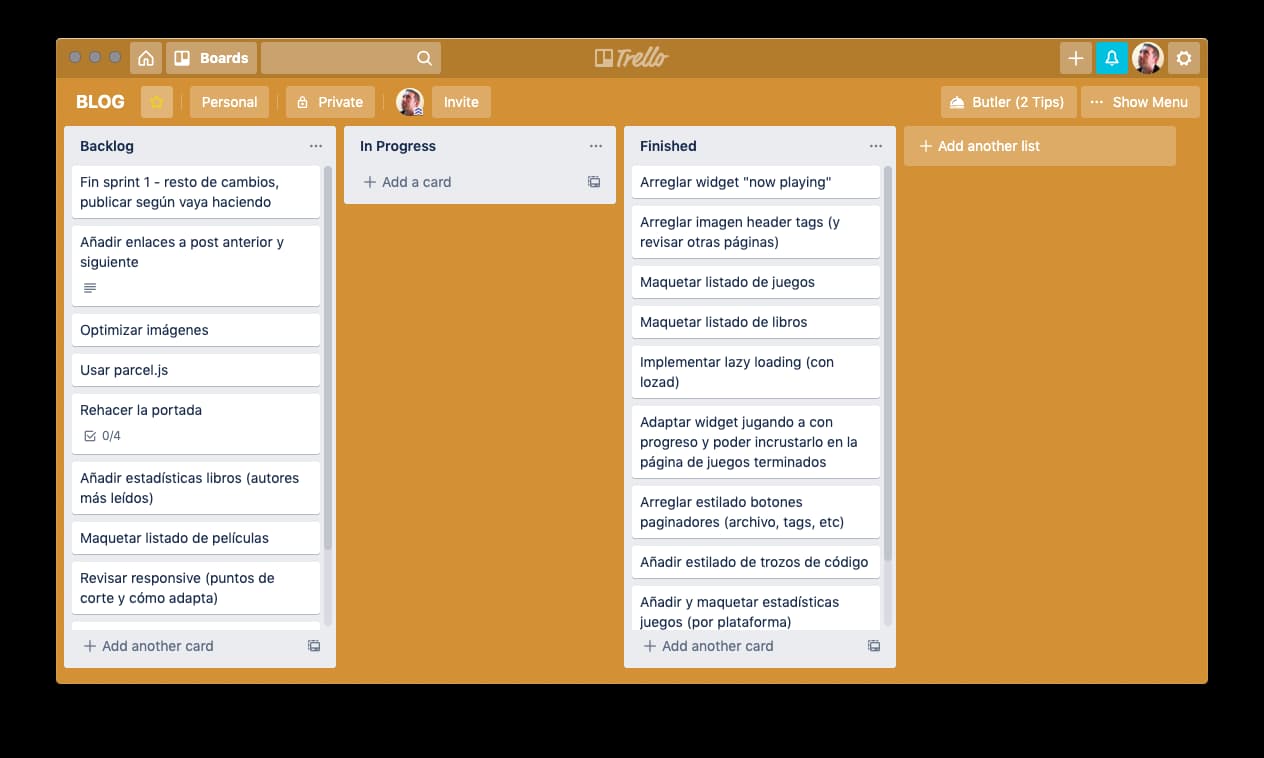 Boards
Trello
BLOG
Personal
Private
Invite
Butler (2 Tips)
Show Menu
Backlog
Fin sprint 1 - resto de cambios,
publicar según vaya haciendo
Añadir enlaces a post anterior y
siguiente
Optimizar imágenes
Usar parcel.js
Rehacer la portada
0/4
Añadir estadísticas libros (autores
más leídos)
Maquetar listado de películas
Revisar responsive (puntos de
corte y cómo adapta)
Add another card
In Progress
Add a card
Finished
Arreglar widget "now playing"
Arreglar imagen header tags (y
revisar otras páginas)
Maquetar listado de juegos
Maquetar listado de libros
Implementar lazy loading (con
lozad)
Adaptar widget jugando a con
progreso y poder incrustarlo en la
página de juegos terminados
Arreglar estilado botones
paginadores (archivo, tags, etc)
Añadir estilado de trozos de código
Añadir y maquetar estadísticas
juegos (por plataforma)
Add another card
Add another list